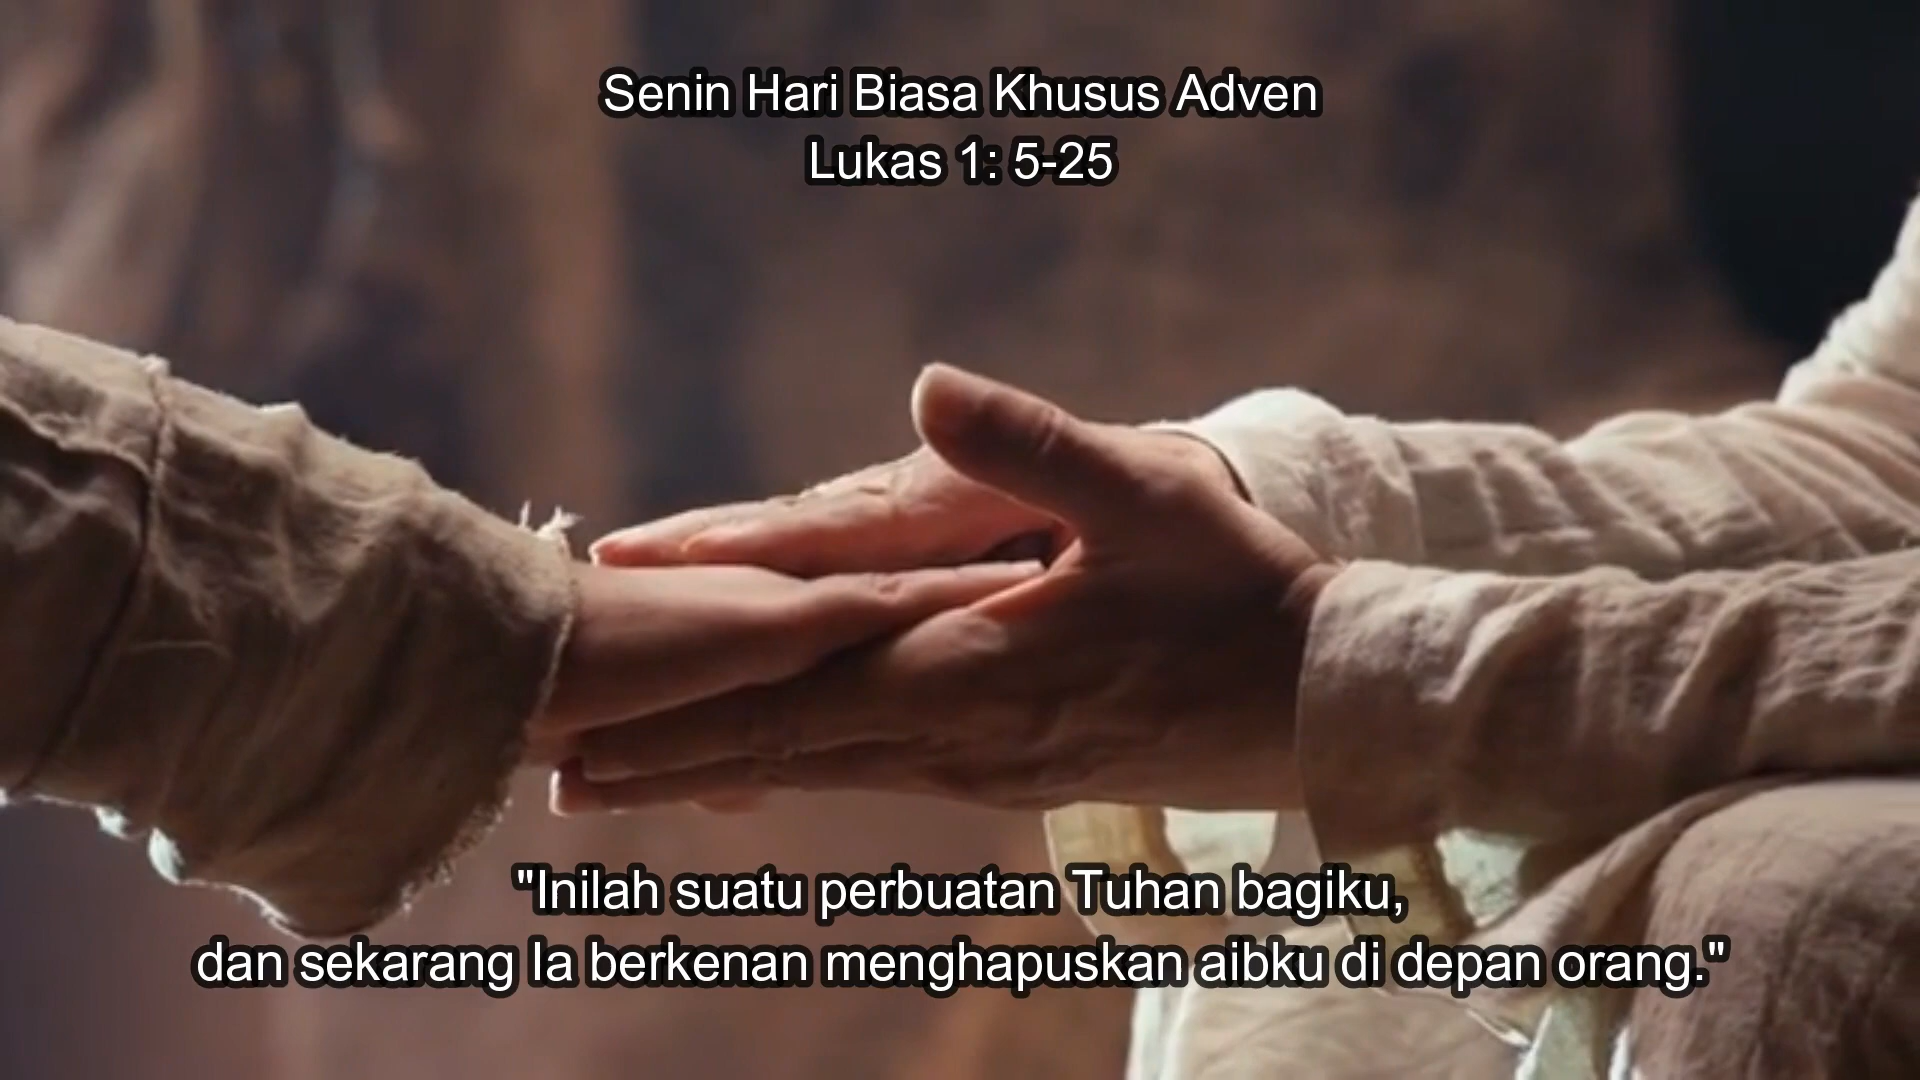 Senin Hari Biasa Khusus Adven
Lukas 1: 5-25
"Inilah suatu perbuatan Tuhan bagiku,
dan sekarang Ia berkenan menghapuskan aibku di depan orang."